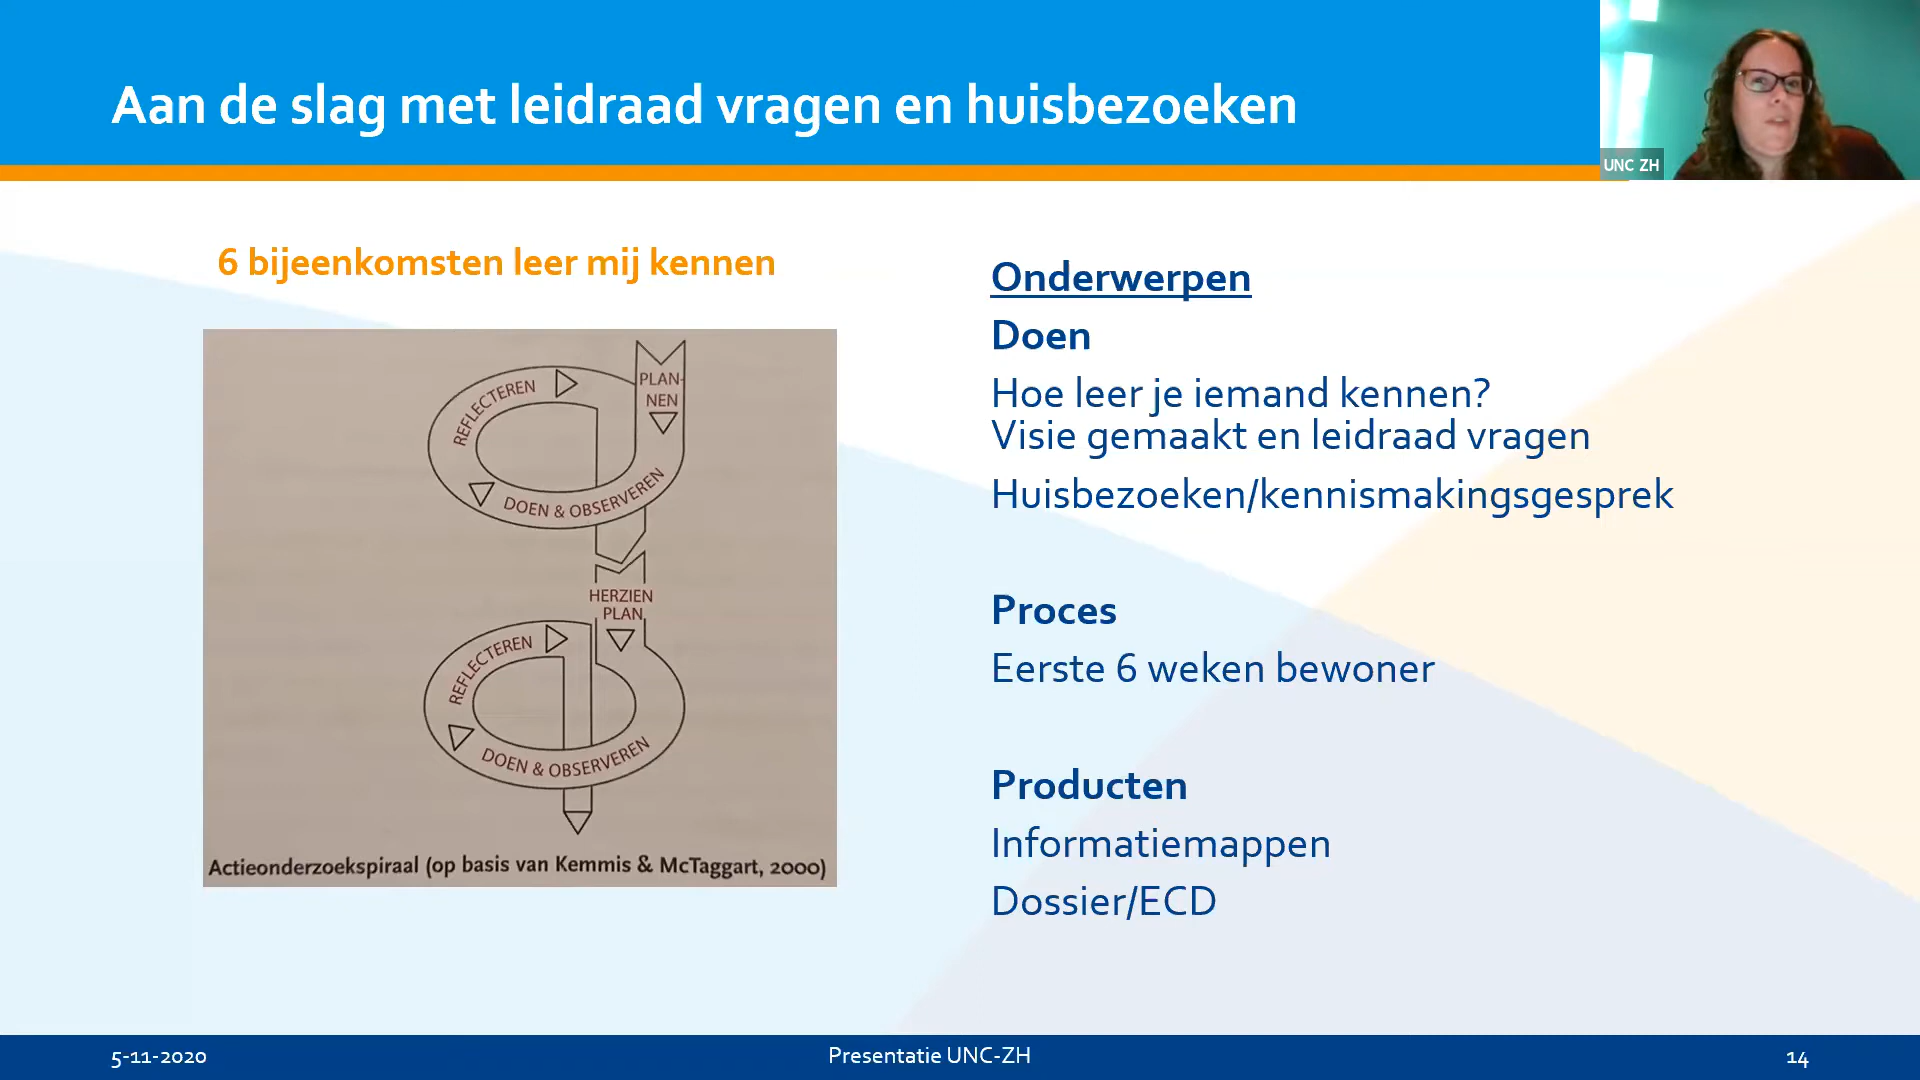 Aan de slag met leidraad vragen en huisbezoeken
UNC ZH
6 bijeenkomsten leer mij kennen
PLAN-
NEN
REFLECTEREN
DOEN & OBSERVEREN
HERZIEN
PLAN
REFLECTEREN
DOEN & OBSERVEREN
Actieonderzoekspiraal (op basis van Kemmis & McTaggart, 2000)
Onderwerpen
Doen
Hoe leer je iemand kennen?
Visie gemaakt en leidraad vragen
Huisbezoeken/kennismakingsgesprek
Proces
Eerste 6 weken bewoner
Producten
Informatiemappen
Dossier/ECD
5-11-2020
Presentatie UNC-ZH
14